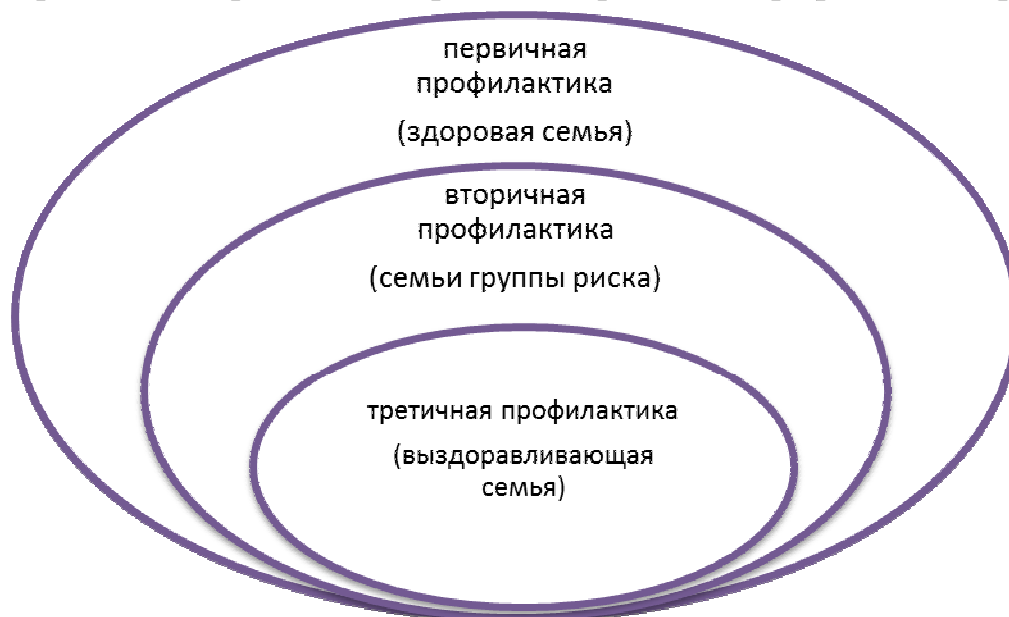 первичная
профилактика
(здоровая семья)
вторичная
профилактика
(семьи группы риска)
третичная профилактика
(выздоравливающая
семья)